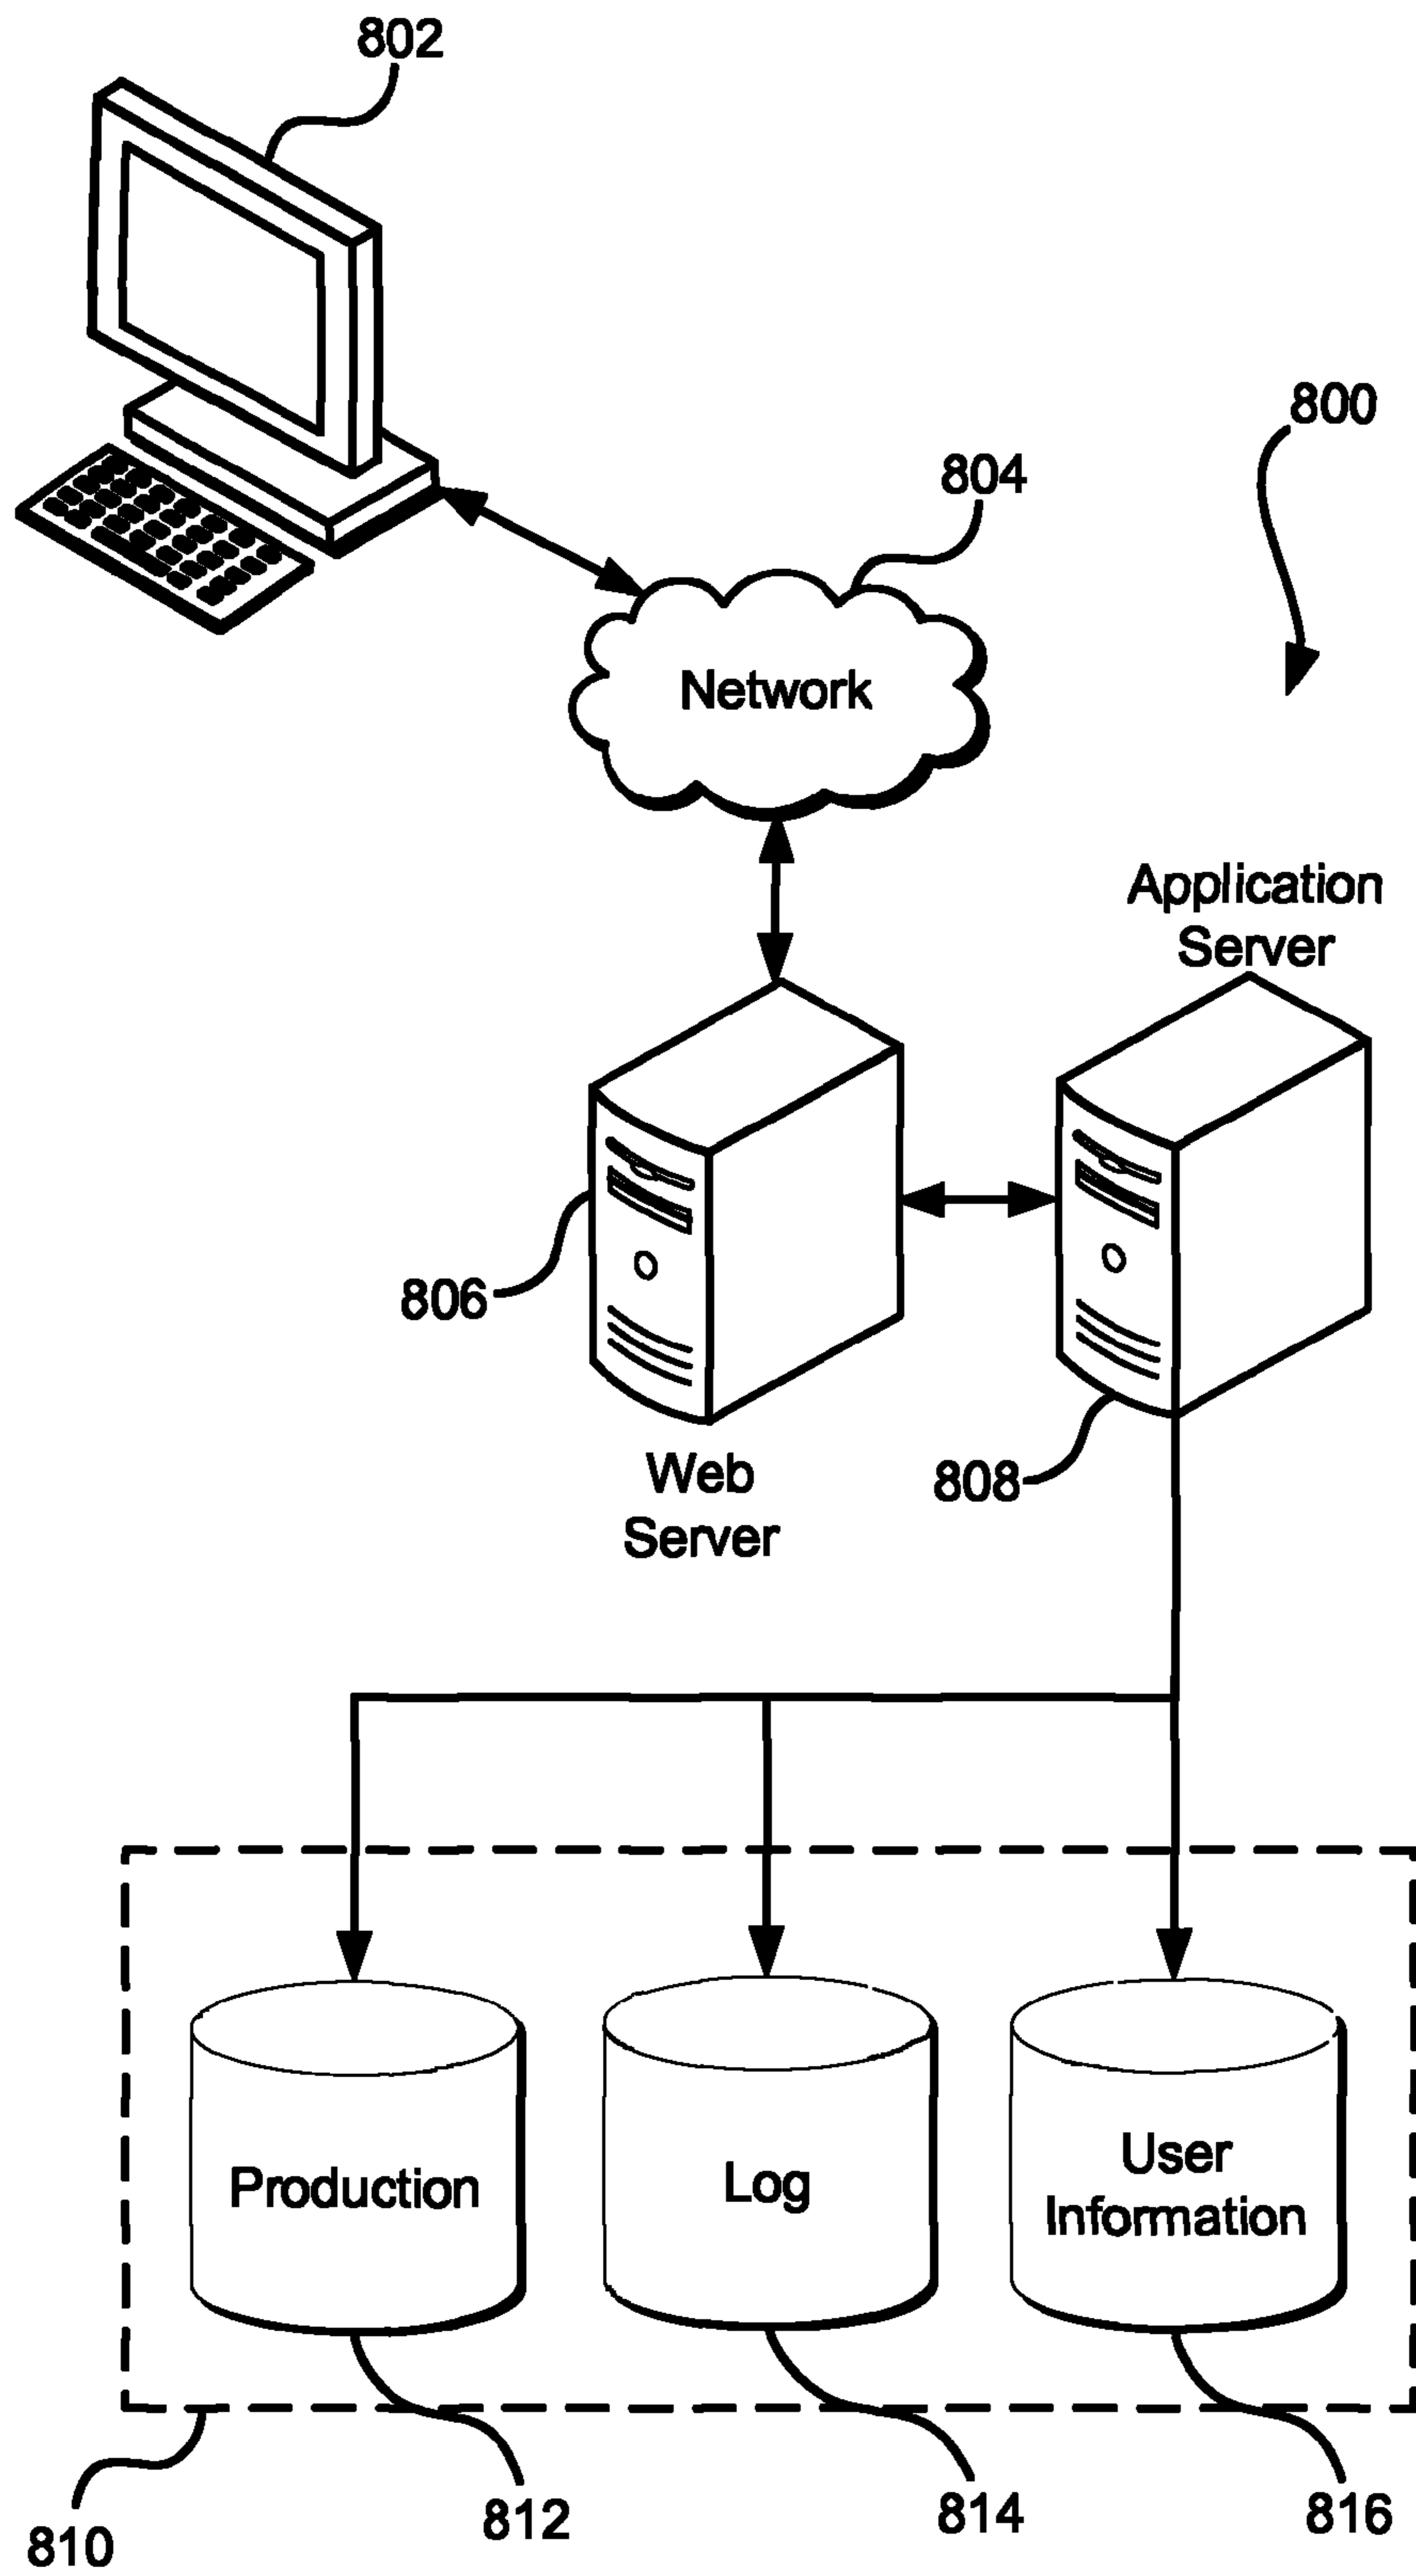 802
800
804
Network
Application
Server
806
808
Web
Server
Production
Log
User
Information
810
812
814
816